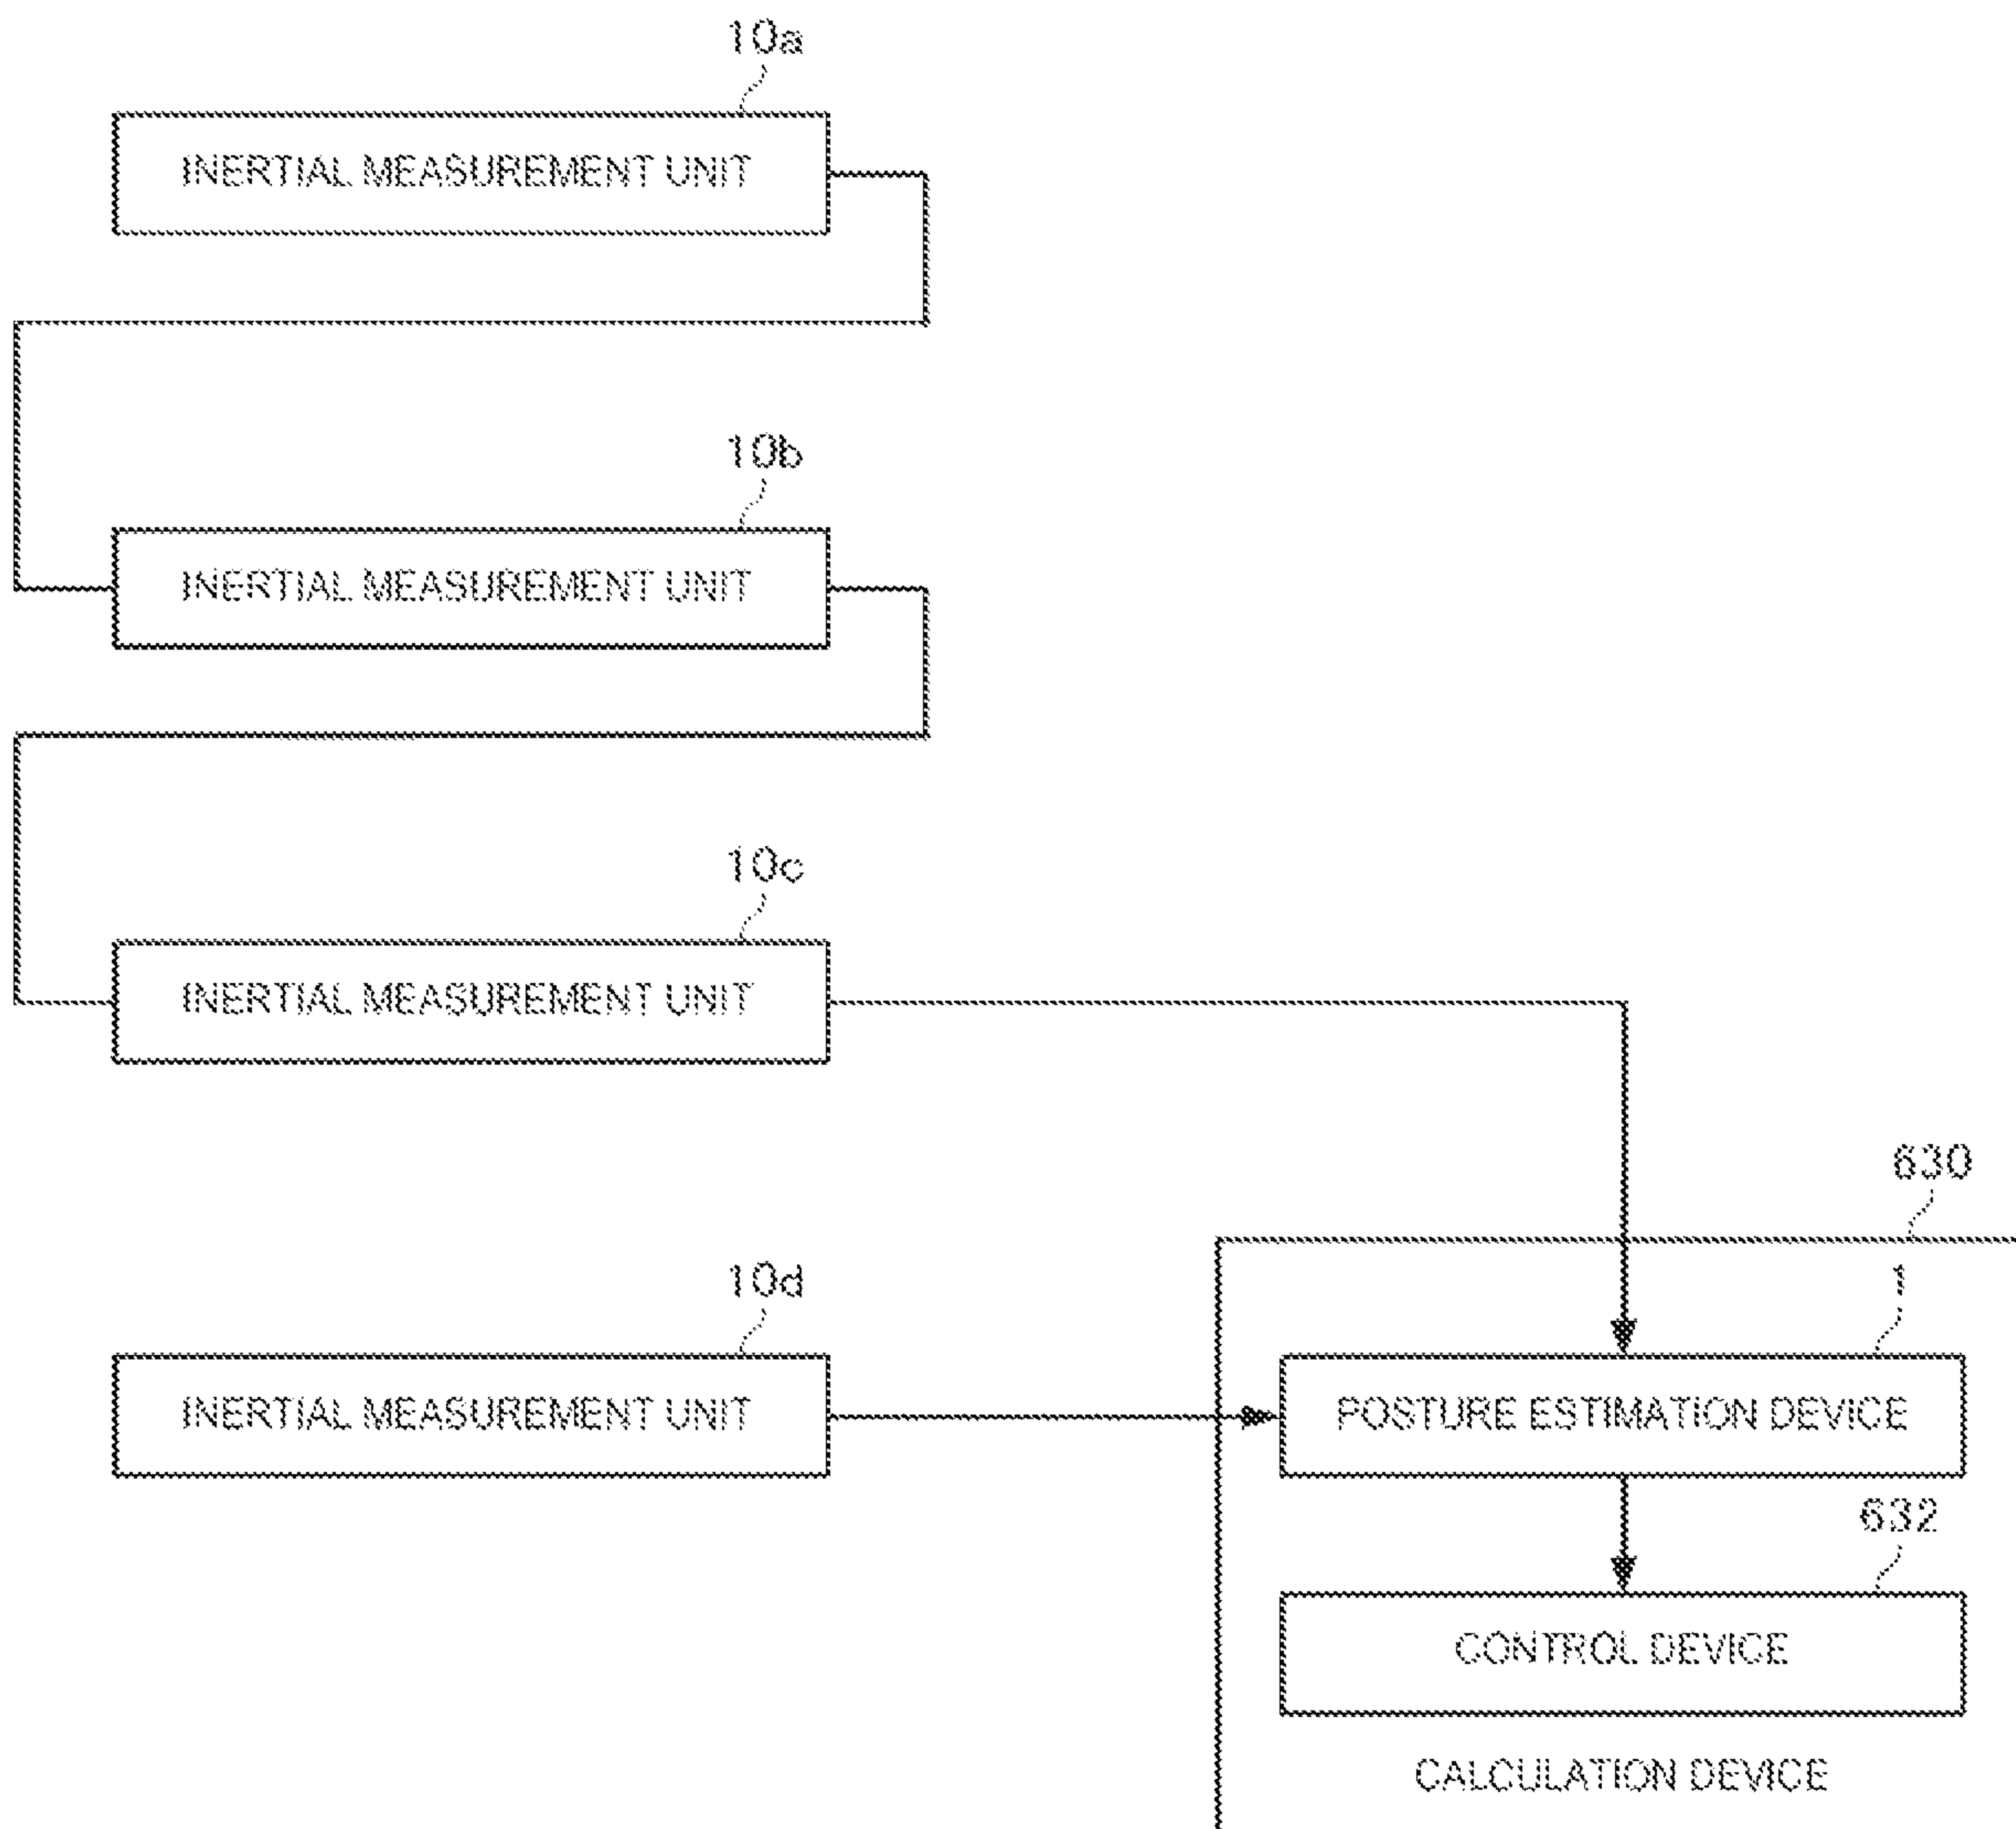 10a
INERTIAL MEASUREMENT UNIT
10b
INERTIAL MEASUREMENT UNIT
10c
INERTIAL MEASUREMENT UNIT
630
10d
1
INERTIAL MEASUREMENT UNIT
POSTURE ESTIMATION DEVICE
632
CONTROL DEVICE
CALCULATION DEVICE